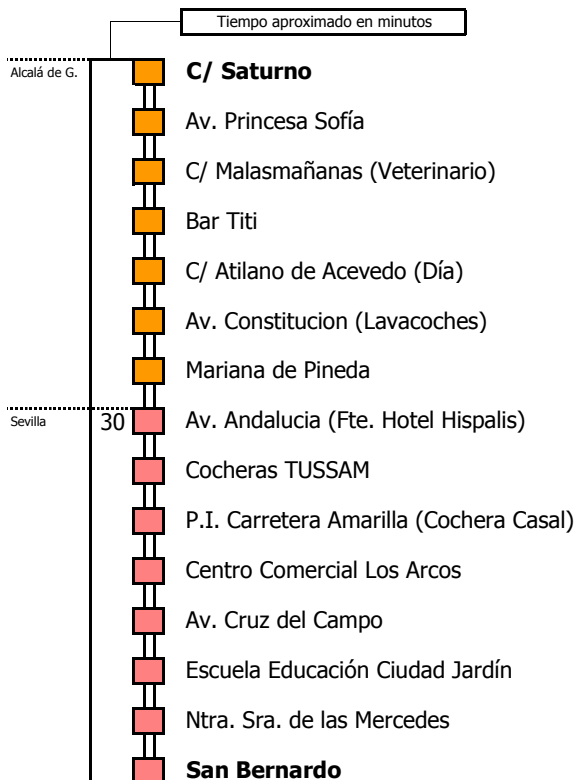 Tiempo aproximado en minutos
Alcalá de G.
C/ Saturno
Av. Princesa Sofía
C/ Malasmañanas (Veterinario)
Bar Titi
C/ Atilano de Acevedo (Día)
Av. Constitucion (Lavacoches)
Mariana de Pineda
Sevilla
30
Av. Andalucia (Fte. Hotel Hispalis)
Cocheras TUSSAM
P.I. Carretera Amarilla (Cochera Casal)
Centro Comercial Los Arcos
Av. Cruz del Campo
Escuela Educación Ciudad Jardín
Ntra. Sra. de las Mercedes
San Bernardo